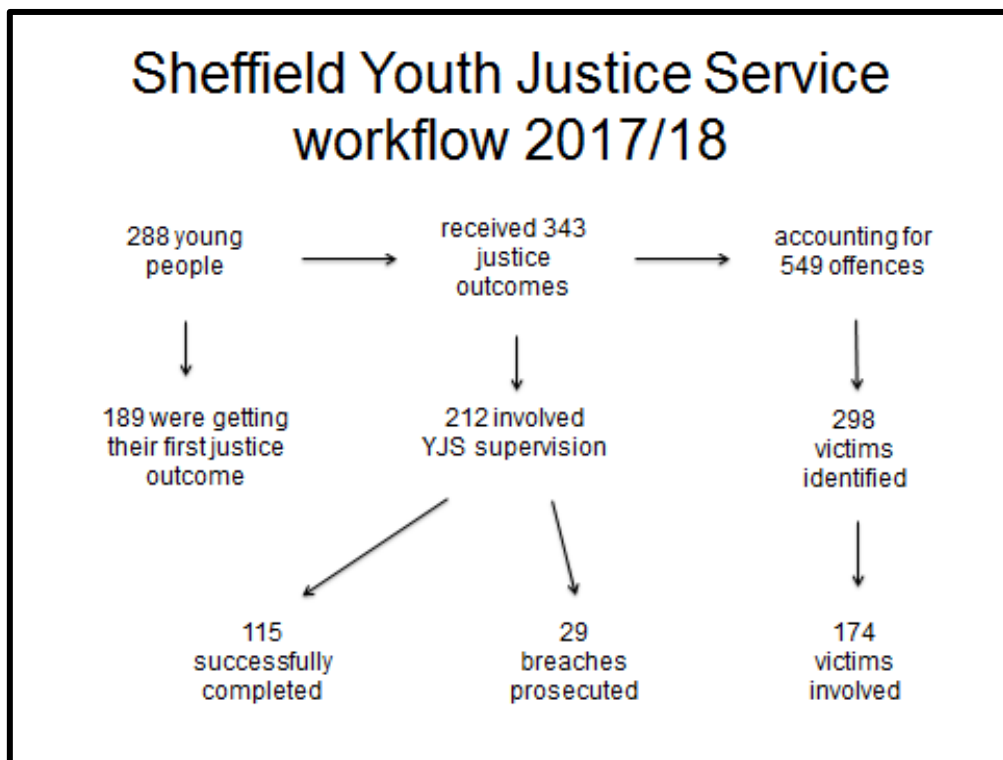 Sheffield Youth Justice Service
workflow 2017/18
288 young
people
received 343
justice
outcomes
accounting for
549 offences
189 were getting
their first justice
outcome
212 involved
YJS supervision
298
victims
identified
115
successfully
completed
29
breaches
prosecuted
174
victims
involved